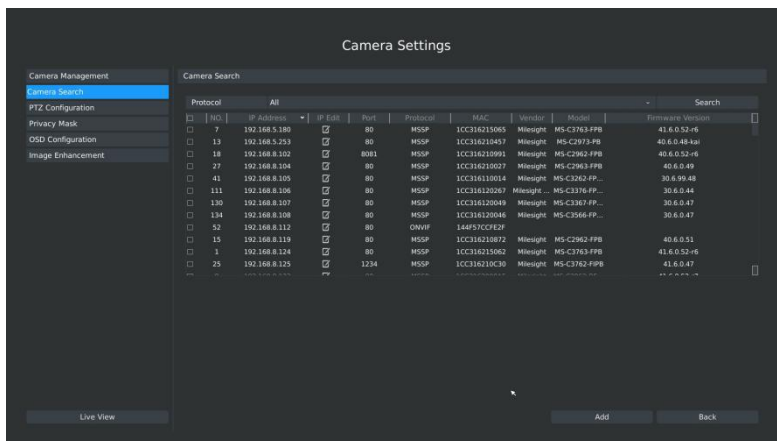 Camera Settings
Camera Management
Camera Search
PTZ Configuration
Privacy Mask
OSD Configuration
Image Enhancement
Live View
Camera Search
Protocol All Search
NO. IP Address IP Edit Port Protocol MAC Vendor Model Firmware Version
7 192.168.5.180 80 MSSP 1CC316215065 Milesight MS-C3763-FPB 41.6.0.52-r6
13 192.168.5.253 80 MSSP 1CC316210457 Milesight MS-C2973-PB 40.6.0.48-kai
18 192.168.8.102 8081 MSSP 1CC316210991 Milesight MS-C2962-FPB 40.6.0.52-r6
27 192.168.8.104 80 MSSP 1CC316210027 Milesight MS-C2963-FPB 40.6.0.49
41 192.168.8.105 80 MSSP 1CC316110014 Milesight MS-C3262-FP... 30.6.99.48
111 192.168.8.106 80 MSSP 1CC316120267 Milesight ... MS-C3376-FP... 30.6.0.44
130 192.168.8.107 80 MSSP 1CC316120049 Milesight MS-C3367-FP... 30.6.0.47
134 192.168.8.108 80 MSSP 1CC316120046 Milesight MS-C3566-FP... 30.6.0.47
52 192.168.8.112 80 ONVIF 144F57CCFE2F
15 192.168.8.119 80 MSSP 1CC316210872 Milesight MS-C2962-FPB 40.6.0.51
1 192.168.8.124 80 MSSP 1CC316215062 Milesight MS-C3763-FPB 41.6.0.52-r6
25 192.168.8.125 1234 MSSP 1CC316210C30 Milesight MS-C3762-FIPB 41.6.0.47
Add Back